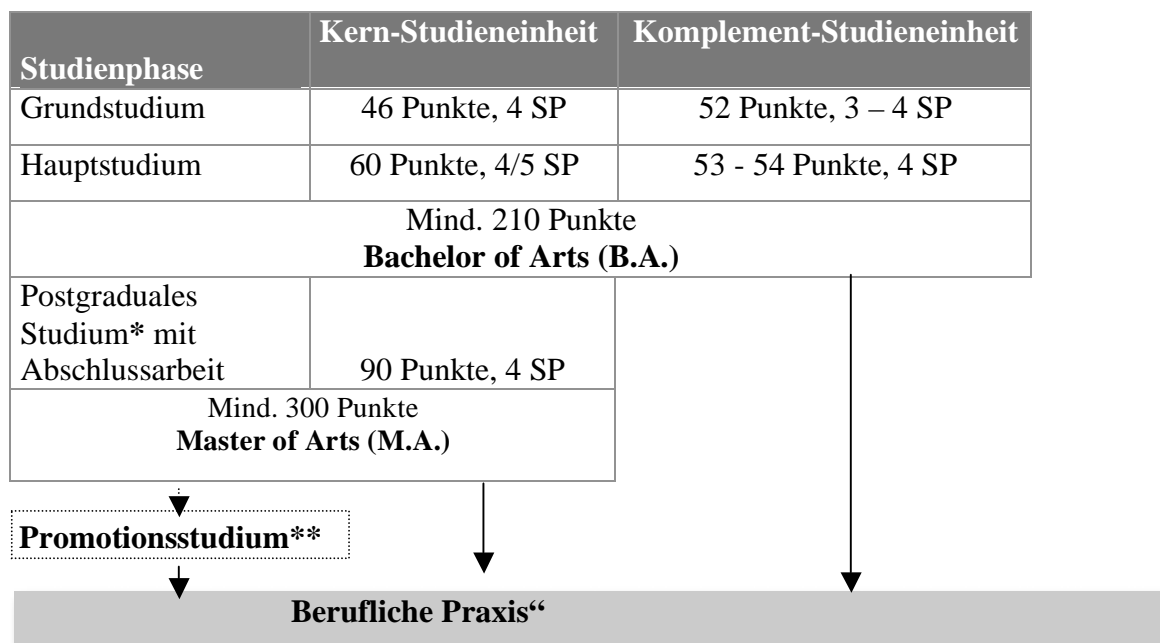 Kern-Studieneinheit Komplement-Studieneinheit
Studienphase
Grundstudium 46 Punkte, 4 SP 52 Punkte, 3 – 4 SP
Hauptstudium 60 Punkte, 4/5 SP 53 - 54 Punkte, 4 SP
Mind. 210 Punkte
Bachelor of Arts (B.A.)
Postgraduales
Studium* mit
Abschlussarbeit 90 Punkte, 4 SP
Mind. 300 Punkte
Master of Arts (M.A.)
Promotionsstudium**
Berufliche Praxis“